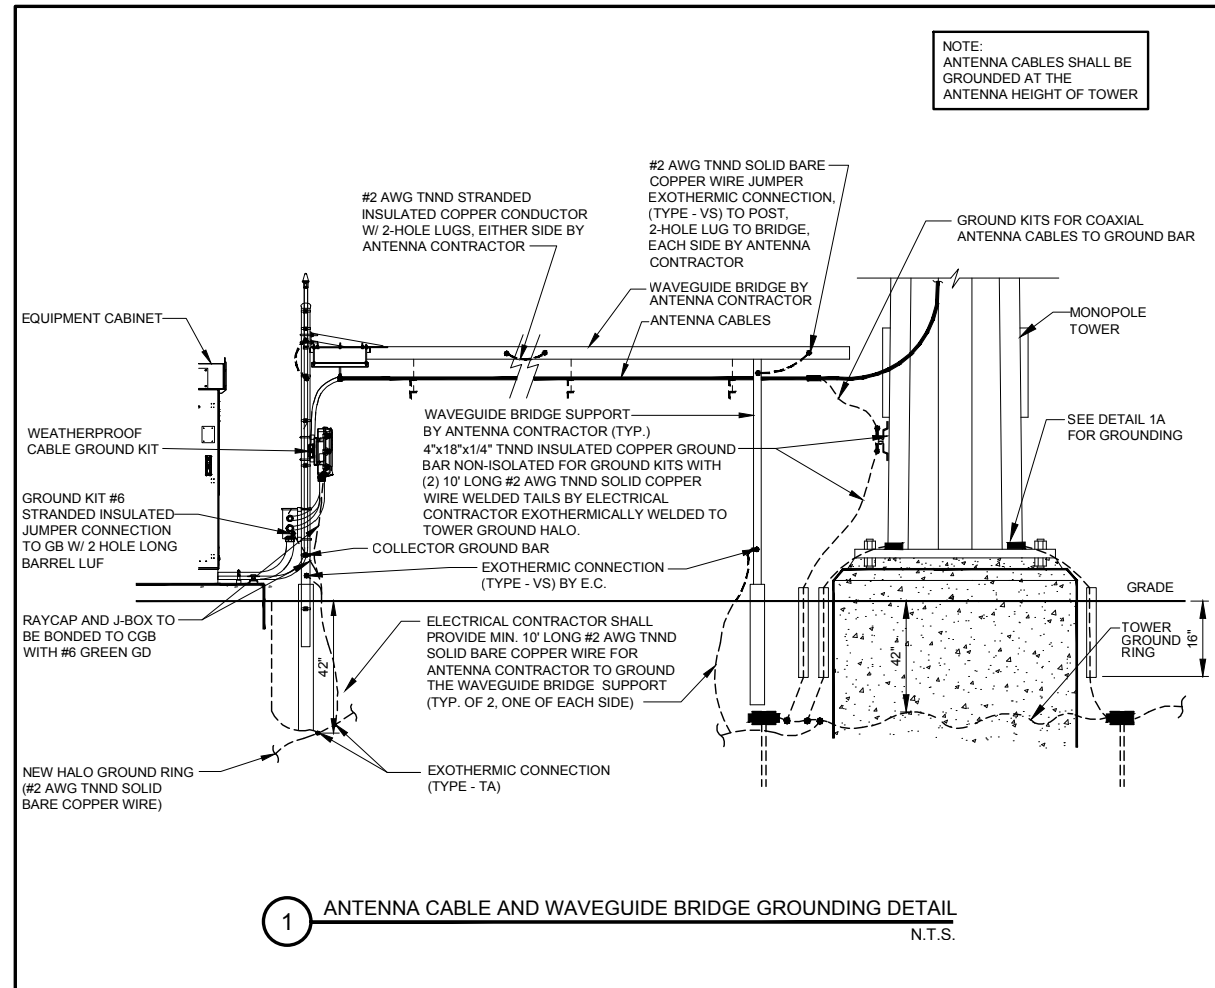 NOTE:
ANTENNA CABLES SHALL BE
GROUNDED AT THE
ANTENNA HEIGHT OF TOWER
#2 AWG TNND STRANDED
INSULATED COPPER CONDUCTOR
W/ 2-HOLE LUGS, EITHER SIDE BY
ANTENNA CONTRACTOR
#2 AWG TNND SOLID BARE
COPPER WIRE JUMPER
EXOTHERMIC CONNECTION,
(TYPE - VS) TO POST,
2-HOLE LUG TO BRIDGE,
EACH SIDE BY ANTENNA
CONTRACTOR
GROUND KITS FOR COAXIAL
ANTENNA CABLES TO GROUND BAR
WAVEGUIDE BRIDGE BY
ANTENNA CONTRACTOR
ANTENNA CABLES
EQUIPMENT CABINET
MONOPOLE
TOWER
WEATHERPROOF
CABLE GROUND KIT
WAVEGUIDE BRIDGE SUPPORT
BY ANTENNA CONTRACTOR (TYP.)
4"x18"x1/4" TNND INSULATED COPPER GROUND
BAR NON-ISOLATED FOR GROUND KITS WITH
(2) 10' LONG #2 AWG TNND SOLID COPPER
WIRE WELDED TAILS BY ELECTRICAL
CONTRACTOR EXOTHERMICALLY WELDED TO
TOWER GROUND HALO.
SEE DETAIL 1A
FOR GROUNDING
GROUND KIT #6
STRANDED INSULATED
JUMPER CONNECTION
TO GB W/ 2 HOLE LONG
BARREL LUF
COLLECTOR GROUND BAR
EXOTHERMIC CONNECTION
(TYPE - VS) BY E.C.
GRADE
RAYCAP AND J-BOX TO
BE BONDED TO CGB
WITH #6 GREEN GD
ELECTRICAL CONTRACTOR SHALL
PROVIDE MIN. 10' LONG #2 AWG TNND
SOLID BARE COPPER WIRE FOR
ANTENNA CONTRACTOR TO GROUND
THE WAVEGUIDE BRIDGE SUPPORT
(TYP. OF 2, ONE OF EACH SIDE)
42"
42"
TOWER
GROUND
RING
16"
NEW HALO GROUND RING
(#2 AWG TNND SOLID
BARE COPPER WIRE)
EXOTHERMIC CONNECTION
(TYPE - TA)
1
ANTENNA CABLE AND WAVEGUIDE BRIDGE GROUNDING DETAIL
N.T.S.